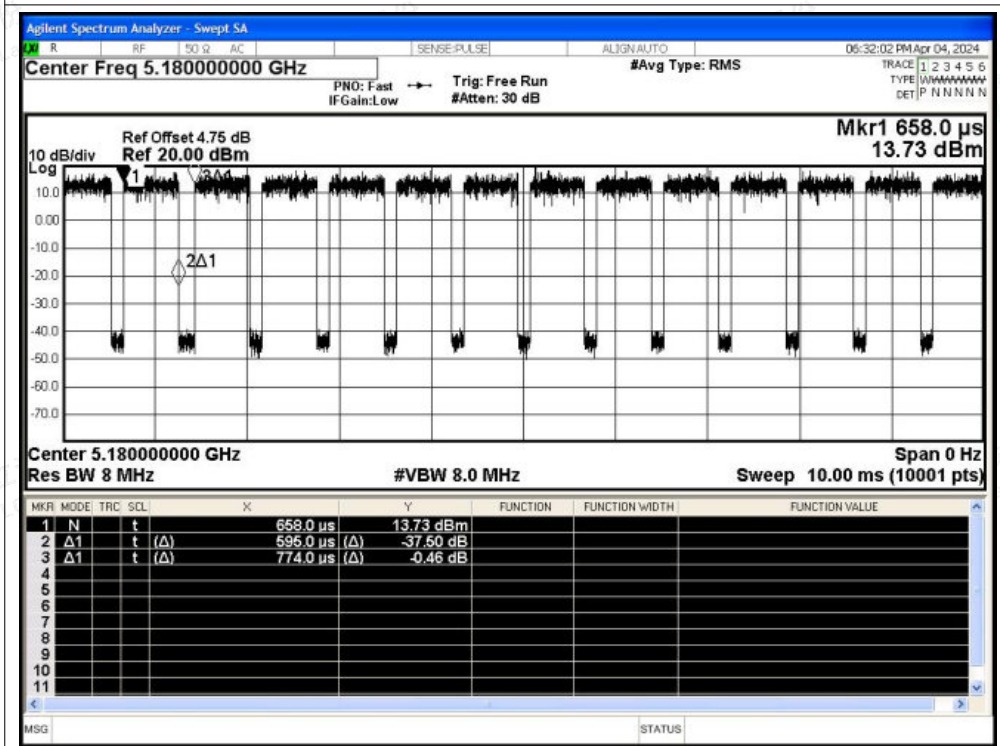 Agilent Spectrum Analyzer - Swept SA
LXI R RF 50 Ω AC SENSE:PULSE ALIGN AUTO 06:32:02 PM Apr 04, 2024
Center Freq 5.180000000 GHz #Avg Type: RMS TRACE 1 2 3 4 5 6
PNO: Fast Trig: Free Run TYPE WWWWWW
IFGain:Low #Atten: 30 dB DET P N N N N N
Mkr1 658.0 µs
Ref Offset 4.75 dB
10 dB/div Ref 20.00 dBm 13.73 dBm
Log
1 3Δ1
10.0
0.00
-10.0
2Δ1
-20.0
-30.0
-40.0
-50.0
-60.0
-70.0
Center 5.180000000 GHz Span 0 Hz
Res BW 8 MHz #VBW 8.0 MHz Sweep 10.00 ms (10001 pts)
MKR MODE TRC SCL X Y FUNCTION FUNCTION WIDTH FUNCTION VALUE
1 N t 658.0 µs 13.73 dBm
2 Δ1 t (Δ) 595.0 µs (Δ) -37.50 dB
3 Δ1 t (Δ) 774.0 µs (Δ) -0.46 dB
4
5
6
7
8
9
10
11
MSG STATUS